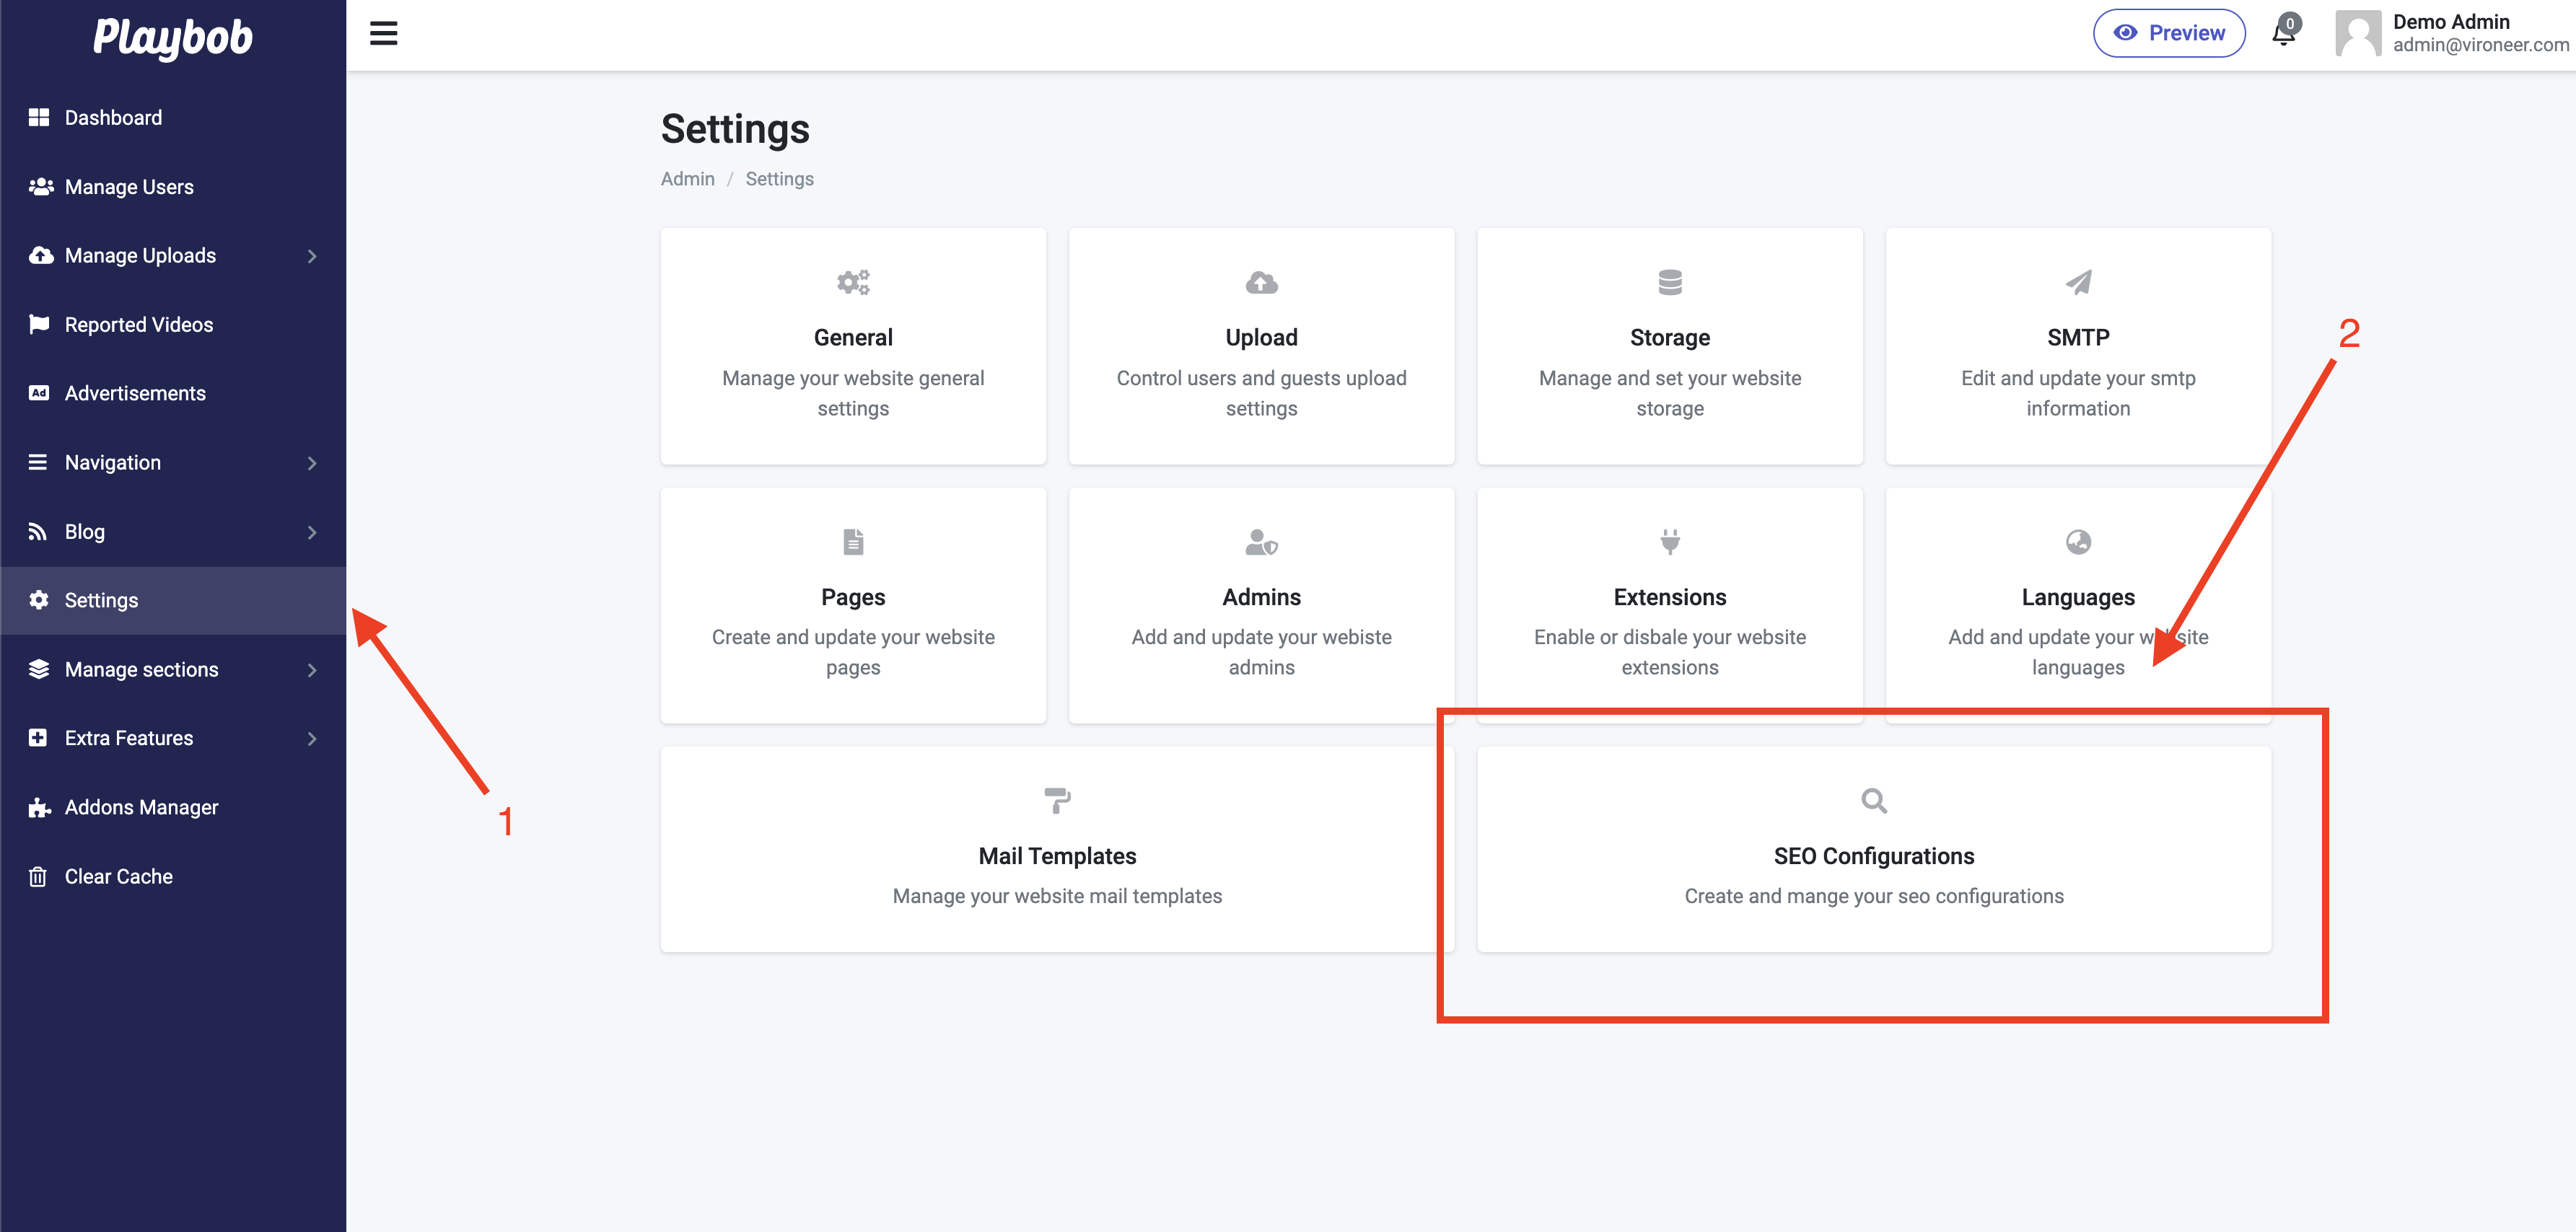 Playbob
Preview
0
Demo Admin
admin@vironeer.com
Dashboard
Manage Users
Manage Uploads
Reported Videos
Ad Advertisements
Navigation
Blog
Settings
Manage sections
Extra Features
Addons Manager
Clear Cache
Settings
Admin / Settings
General
Manage your website general
settings
Upload
Control users and guests upload
settings
Storage
Manage and set your website
storage
SMTP
Edit and update your smtp
information
2
Pages
Create and update your website
pages
Admins
Add and update your webiste
admins
Extensions
Enable or disbale your website
extensions
Languages
Add and update your website
languages
1
Mail Templates
Manage your website mail templates
SEO Configurations
Create and mange your seo configurations